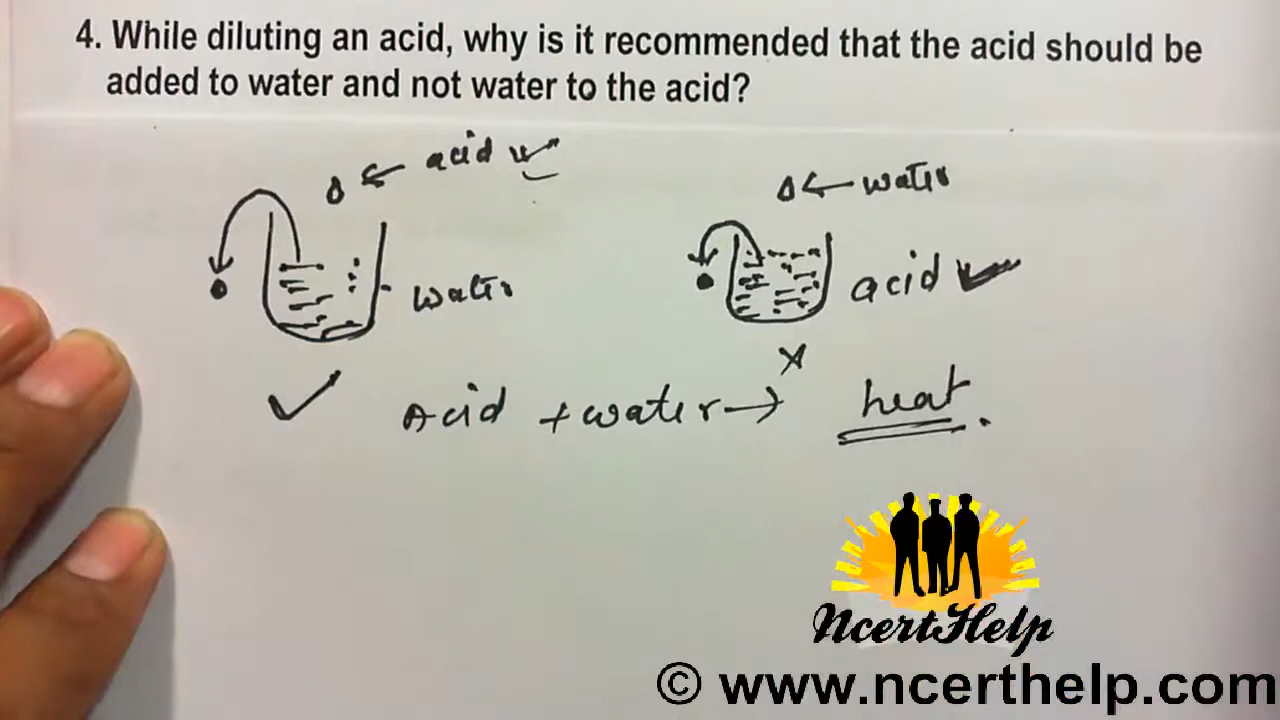 4. While diluting an acid, why is it recommended that the acid should be
added to water and not water to the acid?
acid
water
water
acid
Acid + water → heat.
NcertHelp
© www.ncerthelp.com